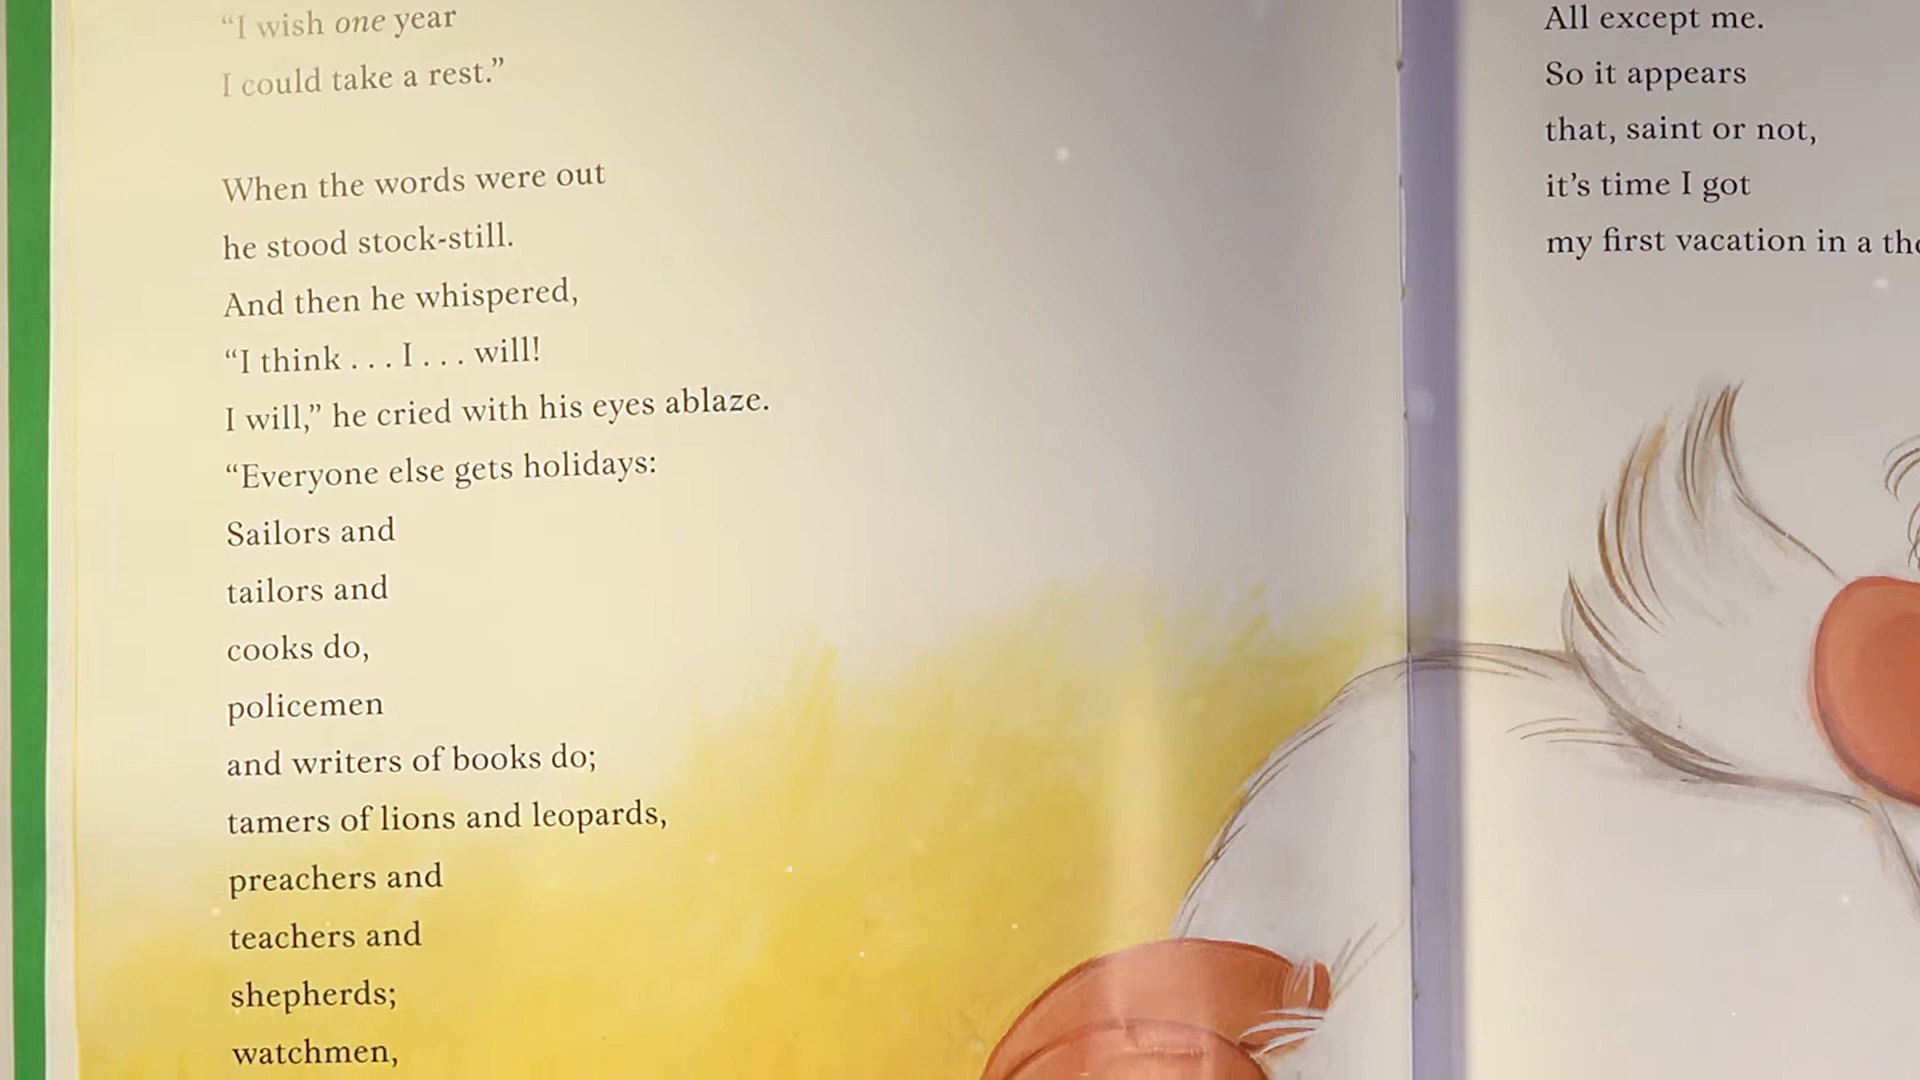 “I wish one year
I could take a rest.”
When the words were out
he stood stock-still.
And then he whispered,
“I think . . . I . . . will!
I will,” he cried with his eyes ablaze.
“Everyone else gets holidays:
Sailors and
tailors and
cooks do,
policemen
and writers of books do;
tamers of lions and leopards,
preachers and
teachers and
shepherds;
watchmen,
All except me.
So it appears
that, saint or not,
it’s time I got
my first vacation in a